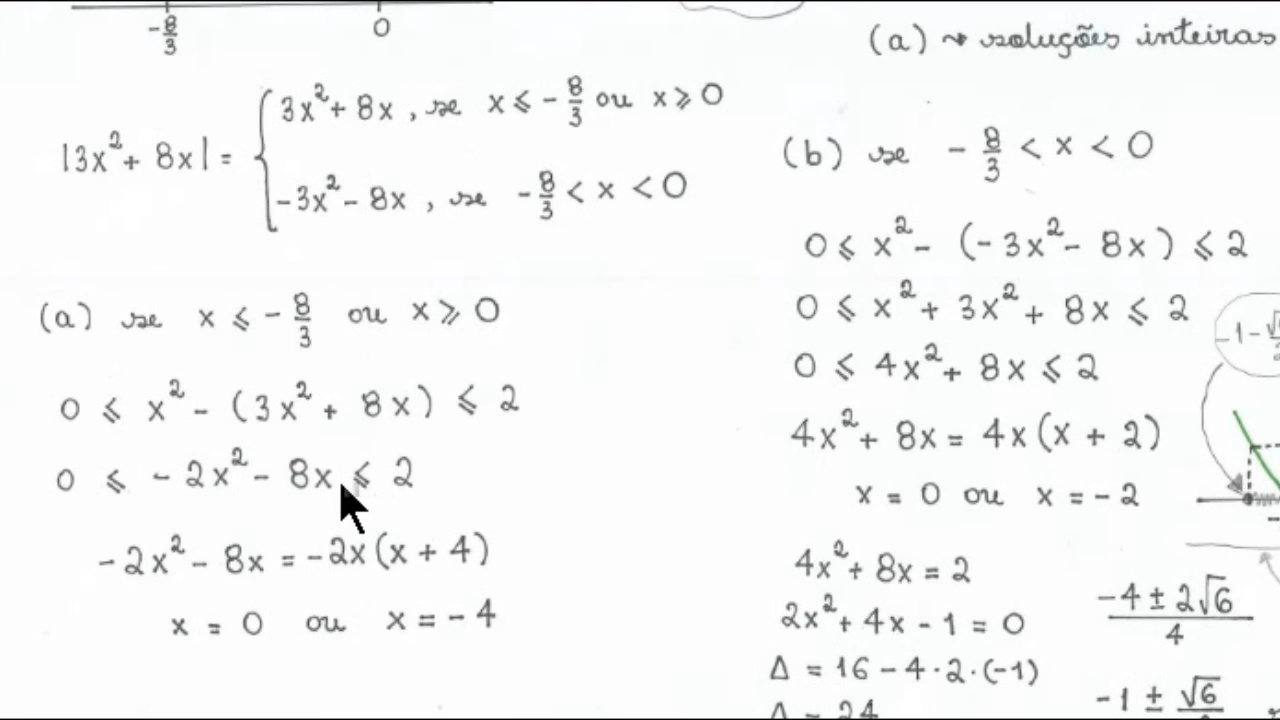 -8/3 0
|3x²+ 8x| = { 3x²+ 8x , se x ⩽ - 8/3 ou x ⩾ 0
-3x²- 8x , se -8/3 < x < 0
(a) se x ⩽ - 8/3 ou x ⩾ 0
0 ⩽ x² - (3x² + 8x) ⩽ 2
0 ⩽ - 2x² - 8x ⩽ 2
-2x² - 8x = -2x(x + 4)
x = 0 ou x = -4
(a) ⇝ soluções inteiras
(b) se - 8/3 < x < 0
0 ⩽ x² - (-3x² - 8x) ⩽ 2
0 ⩽ x² + 3x² + 8x ⩽ 2
0 ⩽ 4x² + 8x ⩽ 2
4x² + 8x = 4x(x + 2)
x = 0 ou x = -2
4x² + 8x = 2
2x² + 4x - 1 = 0
Δ = 16 - 4·2·(-1)
Δ = 24
-4 ± 2√6 / 4
-1 ± √6